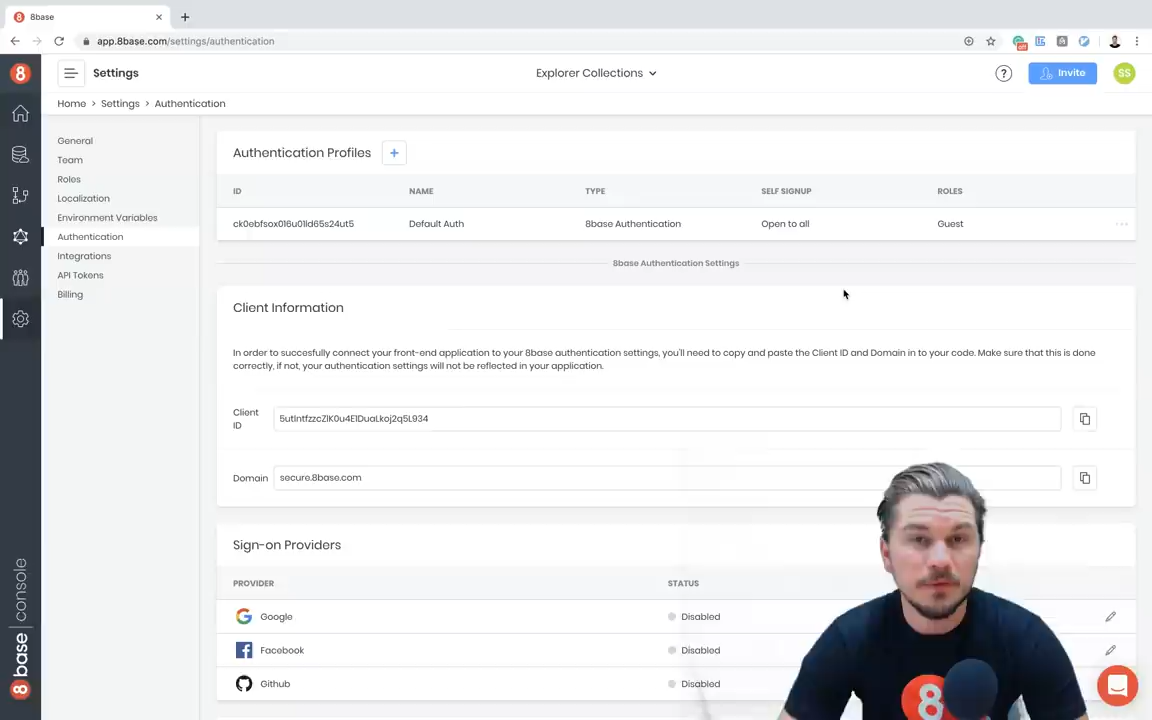 8base
app.8base.com/settings/authentication
off
8
Settings
Explorer Collections
?
Invite
SS
Home > Settings > Authentication
General
Team
Roles
Localization
Environment Variables
Authentication
Integrations
API Tokens
Billing
Authentication Profiles
+
ID NAME TYPE SELF SIGNUP ROLES
Default Auth 8base Authentication Open to all Guest
8base Authentication Settings
Client Information
In order to succesfully connect your front-end application to your 8base authentication settings, you'll need to copy and paste the Client ID and Domain in to your code. Make sure that this is done
correctly, if not, your authentication settings will not be reflected in your application.
Client
ID
Domain secure.8base.com
Sign-on Providers
PROVIDER STATUS
Google Disabled
Facebook Disabled
Github Disabled
8base console
8